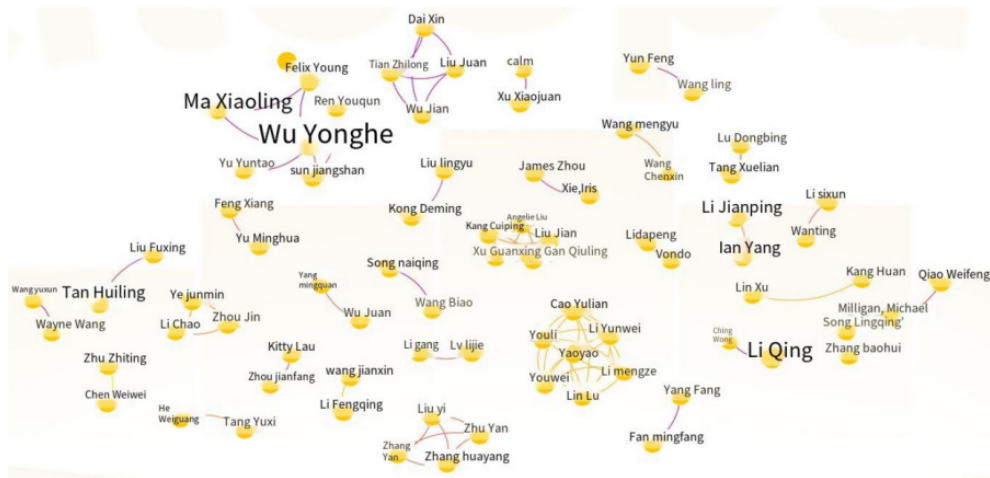 Dai Xin
Felix Young
Tian Zhilong
Liu Juan
calm
Yun Feng
Wang ling
Ma Xiaoling
Ren Youqun
Wu Jian
Xu Xiaojuan
Wu Yonghe
Wang mengyu
Lu Dongbing
Yu Yuntao
sun jiangshan
Liu lingyu
James Zhou
Wang
Chenxin
Tang Xuelian
Xie,Iris
Feng Xiang
Kong Deming
Li Jianping
Li sixun
Angelie Liu
Kang Cuiping
Liu Jian
Yu Minghua
Lidapeng
Wanting
Liu Fuxing
Xu Guanxing Gan Qiuling
Vondo
Ian Yang
Song naiqing
Yang
mingquan
Kang Huan
Qiao Weifeng
Wangyuxun
Tan Huiling
Ye junmin
Lin Xu
Wang Biao
Cao Yulian
Milligan, Michael
Wayne Wang
Li Chao
Zhou Jin
Wu Juan
Youli
Li Yunwei
Song Lingqing'
Ching
Wong
Li Qing
Zhang baohui
Kitty Lau
Li gang
Lv lijie
Yaoyao
Zhu Zhiting
Zhou jianfang
wang jianxin
Youwei
Li mengze
Chen Weiwei
Lin Lu
Yang Fang
He
Weiguang
Tang Yuxi
Li Fengqing
Liu yi
Zhu Yan
Fan mingfang
Zhang
Yan
Zhang huayang